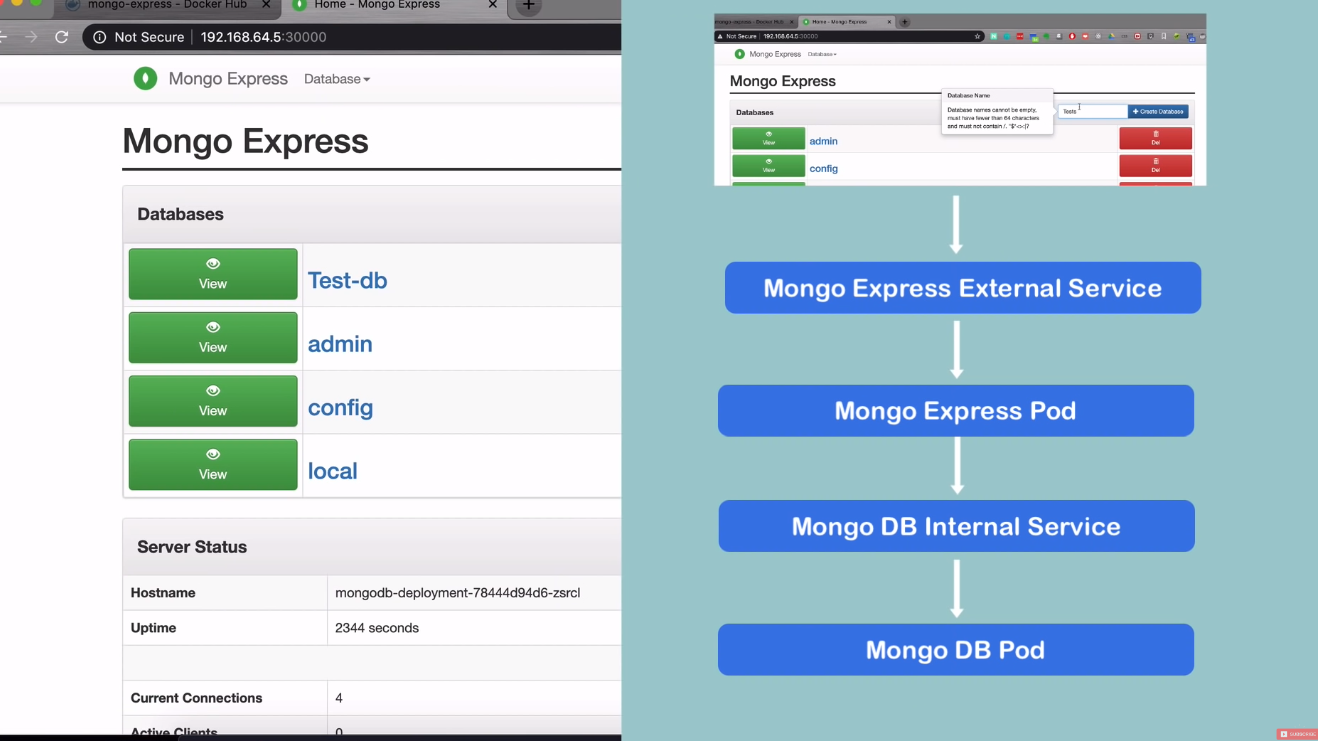 mongo-express - Docker Hub
Home - Mongo Express
Not Secure | 192.168.64.5:30000
Mongo Express Database
Mongo Express
Databases
View Test-db
View admin
View config
View local
Server Status
Hostname mongodb-deployment-78444d94d6-zsrcl
Uptime 2344 seconds
Current Connections 4
Active Clients 0
mongo-express - Docker Hub
Home - Mongo Express
Not Secure | 192.168.64.5:30000
Mongo Express Database
Mongo Express
Databases
Database Name
Database names cannot be empty,
must have fewer than 64 characters
Tests
+ Create Database
View admin Del
View config Del
Mongo Express External Service
Mongo Express Pod
Mongo DB Internal Service
Mongo DB Pod
SUBSCRIBE